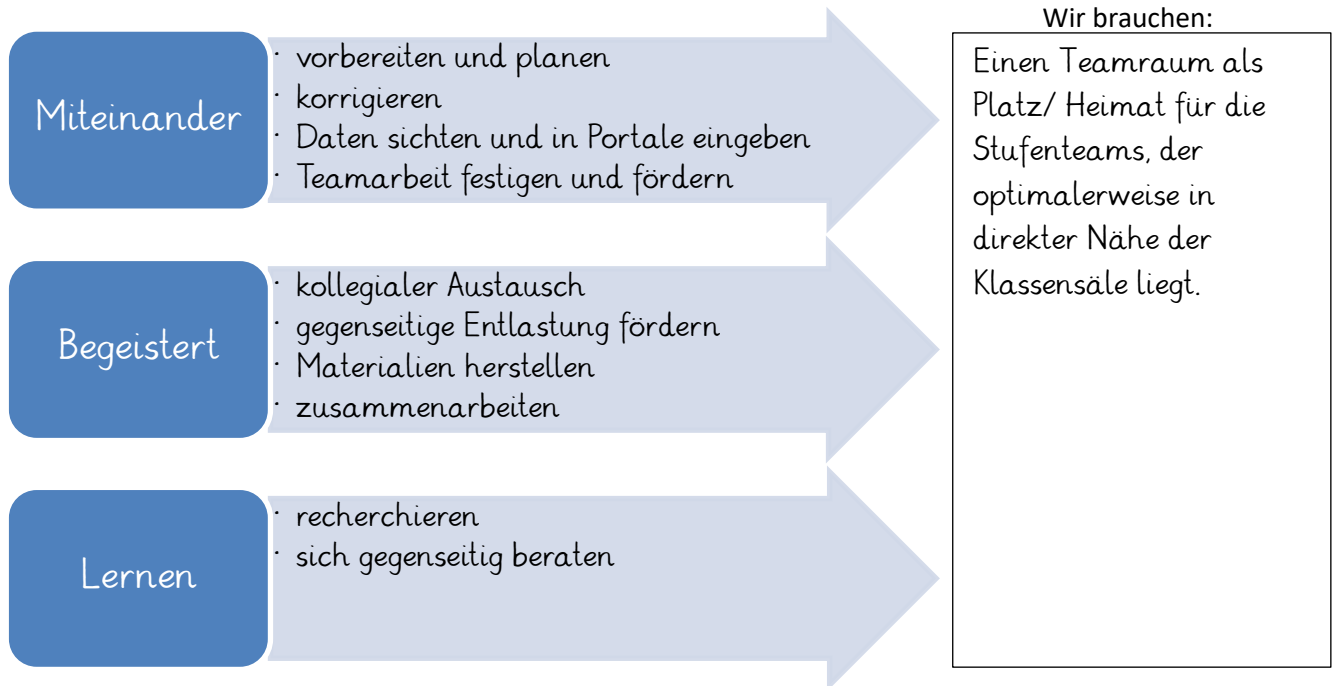 Miteinander
· vorbereiten und planen
· korrigieren
· Daten sichten und in Portale eingeben
· Teamarbeit festigen und fördern
Begeistert
· kollegialer Austausch
· gegenseitige Entlastung fördern
· Materialien herstellen
· zusammenarbeiten
Lernen
· recherchieren
· sich gegenseitig beraten
Wir brauchen:
Einen Teamraum als
Platz/ Heimat für die
Stufenteams, der
optimalerweise in
direkter Nähe der
Klassensäle liegt.